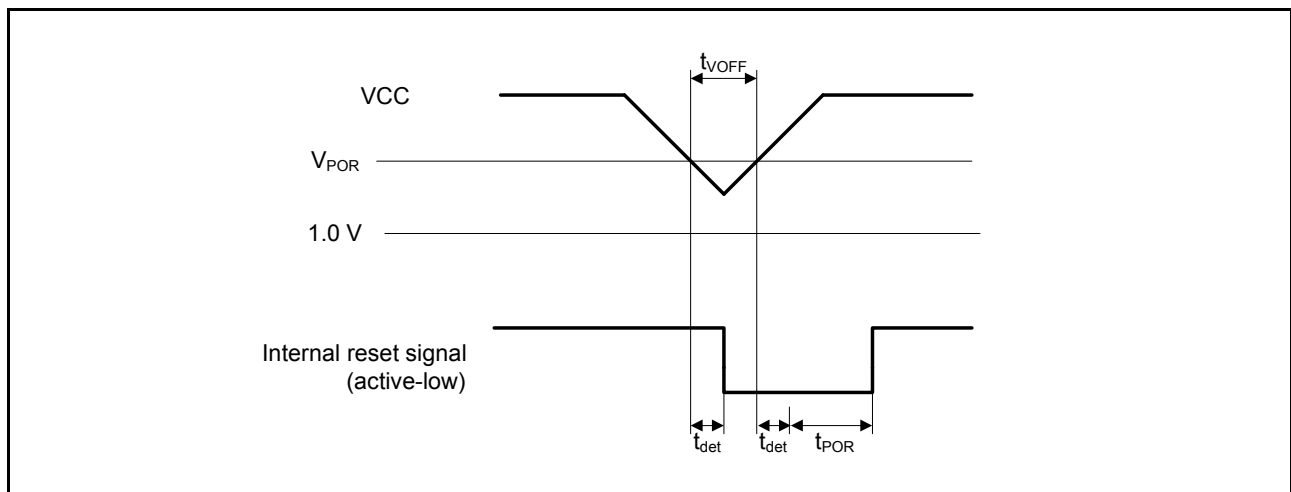 tVOFF
VCC
VPOR
1.0 V
Internal reset signal
(active-low)
tdet
tdet
tPOR